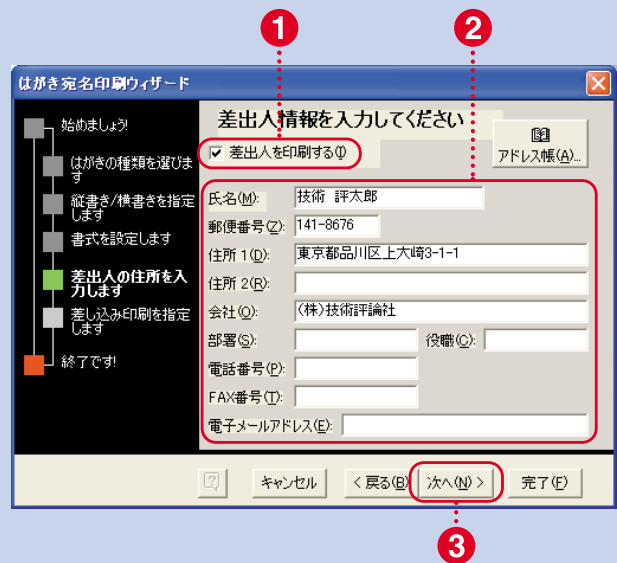 1
2
はがき宛名印刷ウィザード
始めましょう!
はがきの種類を選びま
す
縦書き/横書きを指定
します
書式を設定します
差出人の住所を入
力します
差し込み印刷を指定
します
終了です!
差出人情報を入力してください
差出人を印刷する(I)
アドレス帳(A)...
氏名(M): 技術 評太郎
郵便番号(Z): 141-8676
住所 1(D): 東京都品川区上大崎3-1-1
住所 2(R):
会社(O): (株)技術評論社
部署(S): 役職(C):
電話番号(P):
FAX番号(T):
電子メールアドレス(E):
キャンセル < 戻る(B) 次へ(N) > 完了(F)
3